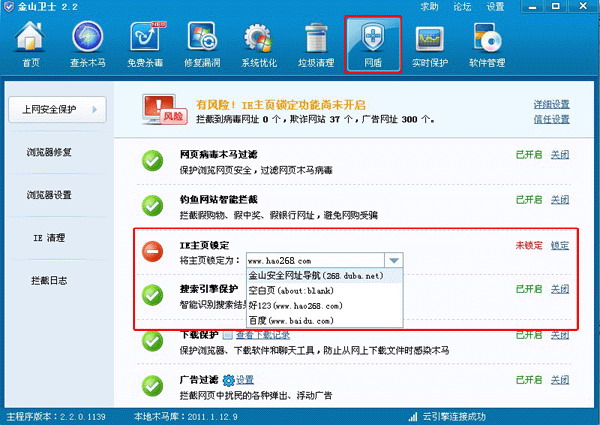 金山卫士 2.2
求助 论坛 设置
首页 查杀木马 免费杀毒 修复漏洞 系统优化 垃圾清理 网盾 实时保护 软件管理
上网安全保护
浏览器修复
浏览器设置
IE 清理
拦截日志
风险
有风险！IE主页锁定功能尚未开启
拦截到病毒网址 0 个，欺诈网站 37 个，广告网址 300 个。
详细设置
信任设置
网页病毒木马过滤 已开启 关闭
保护浏览网页安全，过滤网页木马病毒
钓鱼网站智能拦截 已开启 关闭
拦截假购物、假中奖、假银行网址，避免网购受骗
IE主页锁定 未锁定 锁定
将主页锁定为： www.hao268.com
金山安全网址导航(268.duba.net)
空白页(about:blank)
好123(www.hao268.com)
百度(www.baidu.com)
搜索引擎保护 已开启 关闭
智能识别搜索结
下载保护 查看下载记录 已开启 关闭
保护浏览器、下载软件和聊天工具，防止从网上下载文件时感染木马
广告过滤 设置 已开启 关闭
拦截网页中扰民的各种弹出、浮动广告
主程序版本：2.2.0.1139 本地木马库：2011.1.12.9 云引擎连接成功